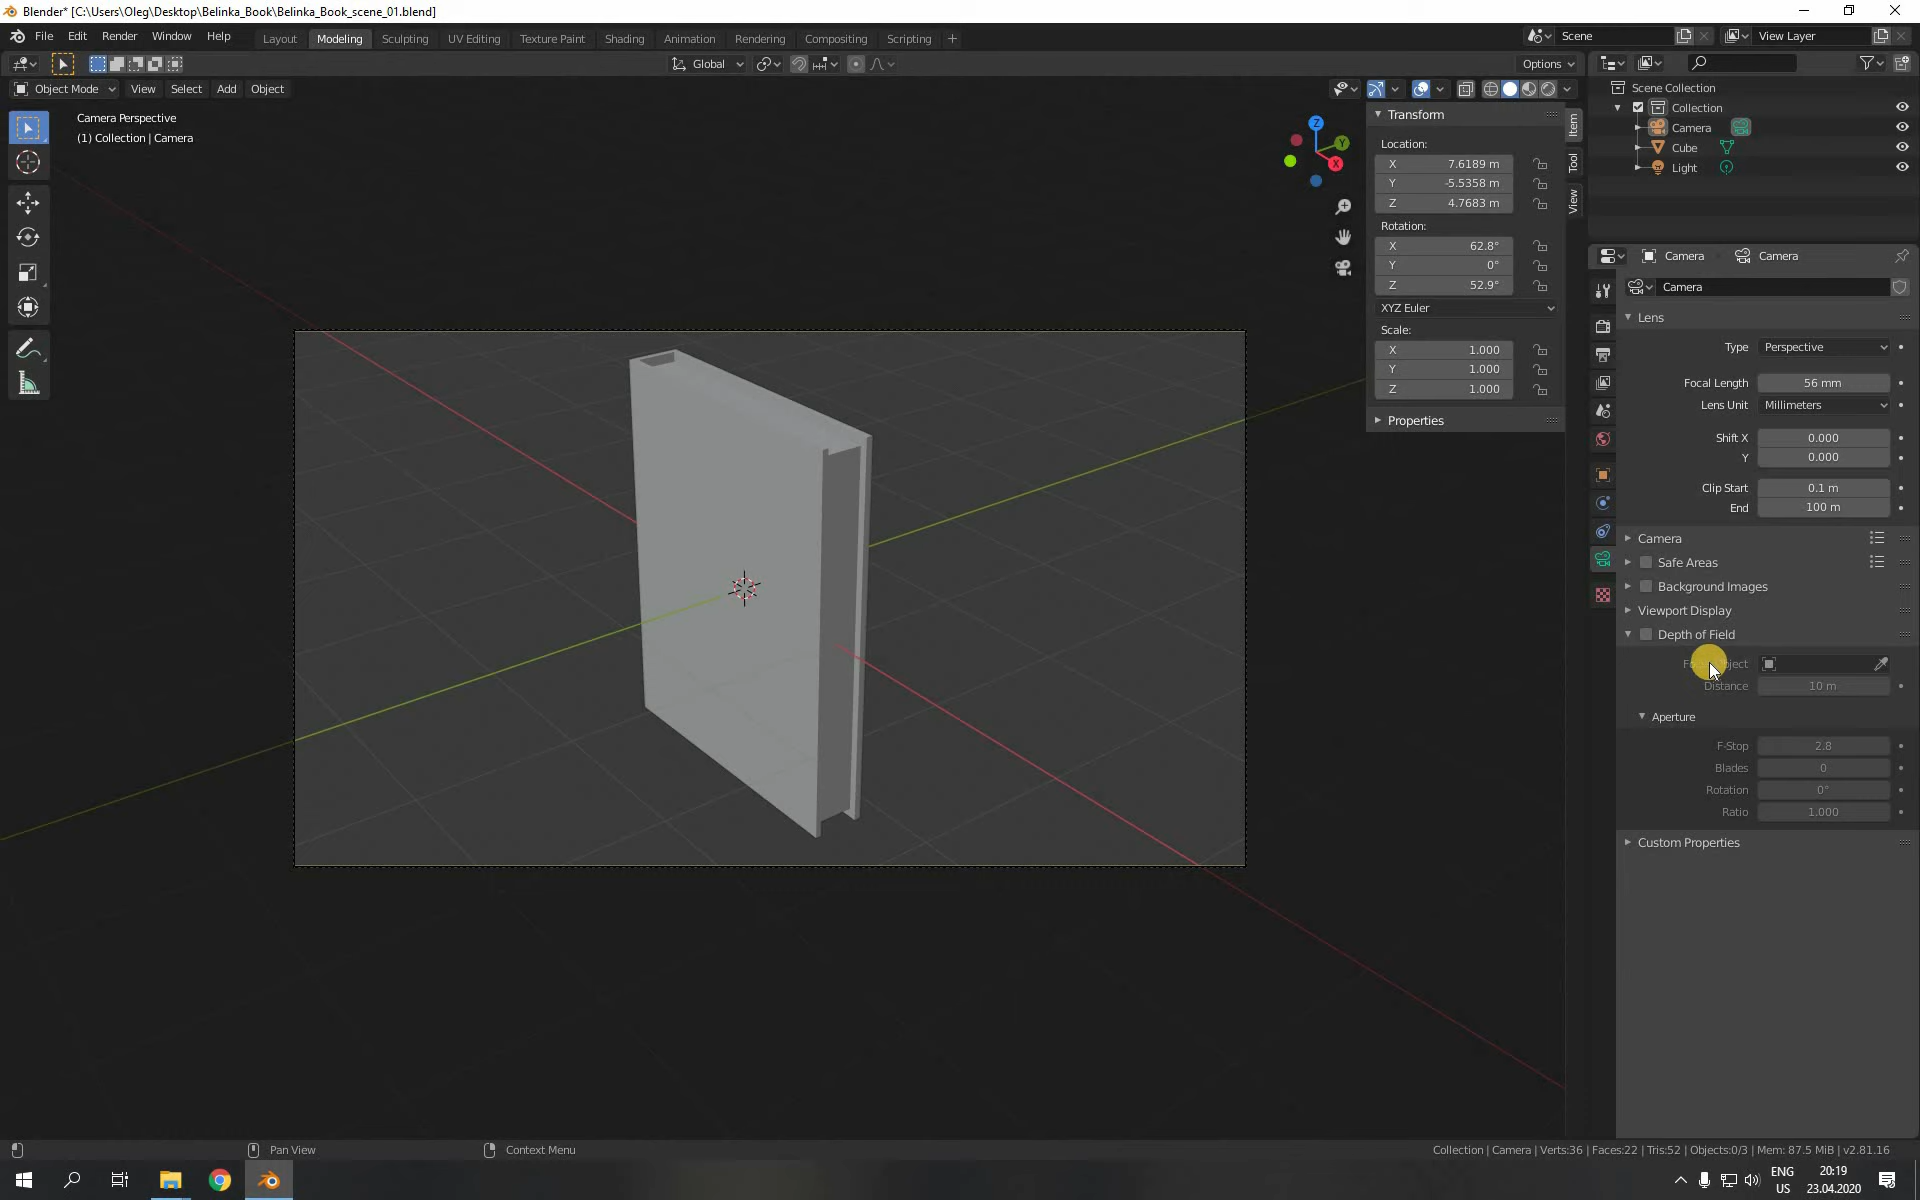 Blender* [C:\Users\Oleg\Desktop\Belinka_Book\Belinka_Book_scene_01.blend]
File Edit Render Window Help Layout Modeling Sculpting UV Editing Texture Paint Shading Animation Rendering Compositing Scripting + Scene View Layer
Global Options
Object Mode View Select Add Object
Camera Perspective
(1) Collection | Camera
Z
Y
X
Transform
Location:
X 7.6189 m
Y -5.5358 m
Z 4.7683 m
Rotation:
X 62.8°
Y 0°
Z 52.9°
XYZ Euler
Scale:
X 1.000
Y 1.000
Z 1.000
Properties
Item
Tool
View
Scene Collection
Collection
Camera
Cube
Light
Camera Camera
Camera
Lens
Type Perspective
Focal Length 56 mm
Lens Unit Millimeters
Shift X 0.000
Y 0.000
Clip Start 0.1 m
End 100 m
Camera
Safe Areas
Background Images
Viewport Display
Depth of Field
Distance 10 m
Aperture
F-Stop 2.8
Blades 0
Rotation 0°
Ratio 1.000
Custom Properties
Pan View Context Menu Collection | Camera | Verts:36 | Faces:22 | Tris:52 | Objects:0/3 | Mem: 87.5 MiB | v2.81.16
ENG
US
20:19
23.04.2020